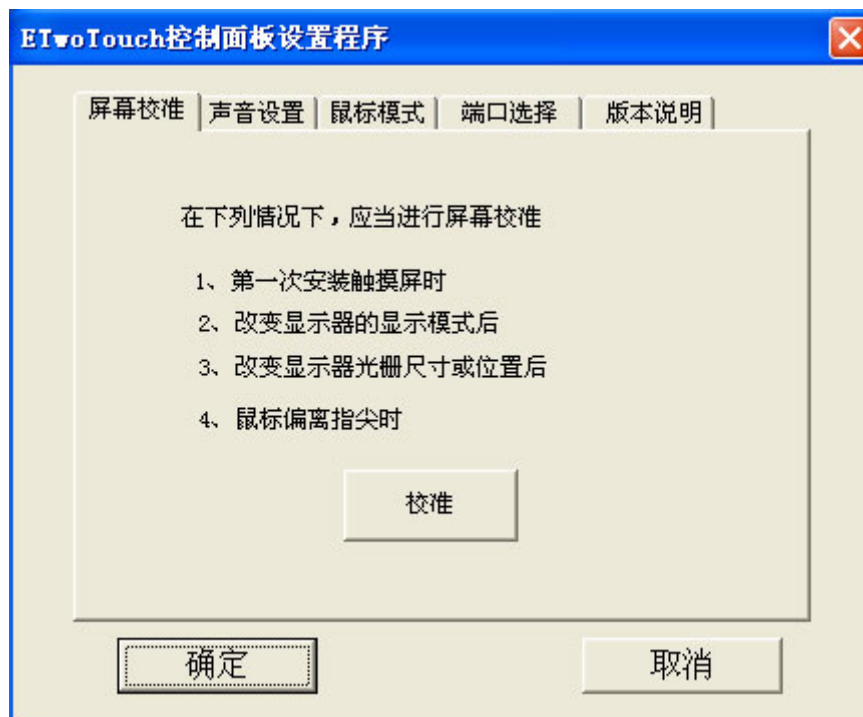 ETwoTouch控制面板设置程序
屏幕校准 声音设置 鼠标模式 端口选择 版本说明
在下列情况下，应当进行屏幕校准
1、第一次安装触摸屏时
2、改变显示器的显示模式后
3、改变显示器光栅尺寸或位置后
4、鼠标偏离指尖时
校准
确定 取消